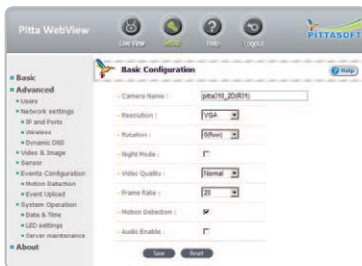 Pitta WebView
Live View
Setup
Help
Logout
PITTASOFT
Basic
Advanced
Users
Network settings
IP and Ports
Wireless
Dynamic DNS
Video & Image
Sensor
Events Configuration
Motion Detection
Event Upload
System Operation
Date & Time
LED settings
Server maintenance
About
Basic Configuration
Help
Camera Name :
Resolution : VGA
Rotation : 0(Row)
Night Mode :
Video Quality : Normal
Frame Rate : 20
Motion Detection :
Audio Enable :
Save
Reset